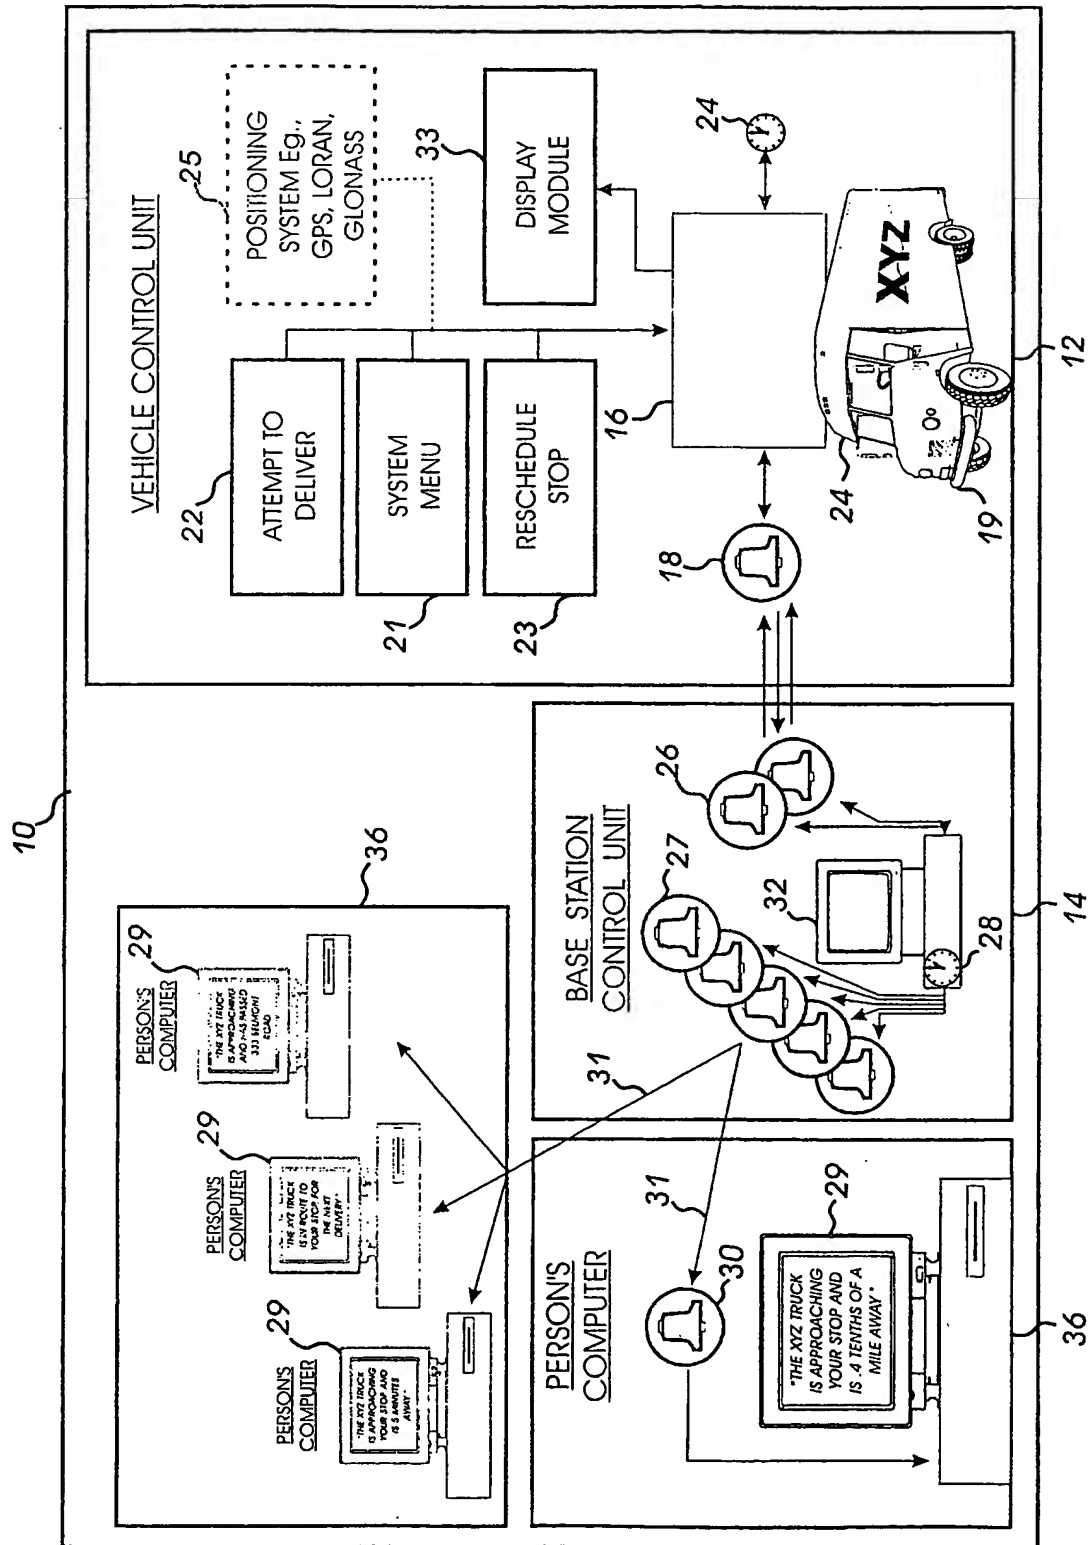 10
36
PERSON'S
COMPUTER
29
"THE XYZ TRUCK
IS APPROACHING
YOUR STOP AND
IS 5 MINUTES
AWAY"
PERSON'S
COMPUTER
29
"THE XYZ TRUCK
IS EN ROUTE TO
YOUR STOP, FOR
THE NEXT
DELIVERY"
PERSON'S
COMPUTER
29
"THE XYZ TRUCK
IS APPROACHING
AND HAS PASSED
333 BELMONT
ROAD
VEHICLE CONTROL UNIT
22
ATTEMPT TO
DELIVER
25
POSITIONING
SYSTEM Eg.,
GPS, LORAN,
GLONASS
21
SYSTEM
MENU
23
RESCHEDULE
STOP
33
DISPLAY
MODULE
18
16
24
24
XYZ
19
12
PERSON'S
COMPUTER
30
31
31
29
"THE XYZ TRUCK
IS APPROACHING
YOUR STOP AND
IS .4 TENTHS OF A
MILE AWAY"
36
BASE STATION
CONTROL UNIT
27
26
32
28
14